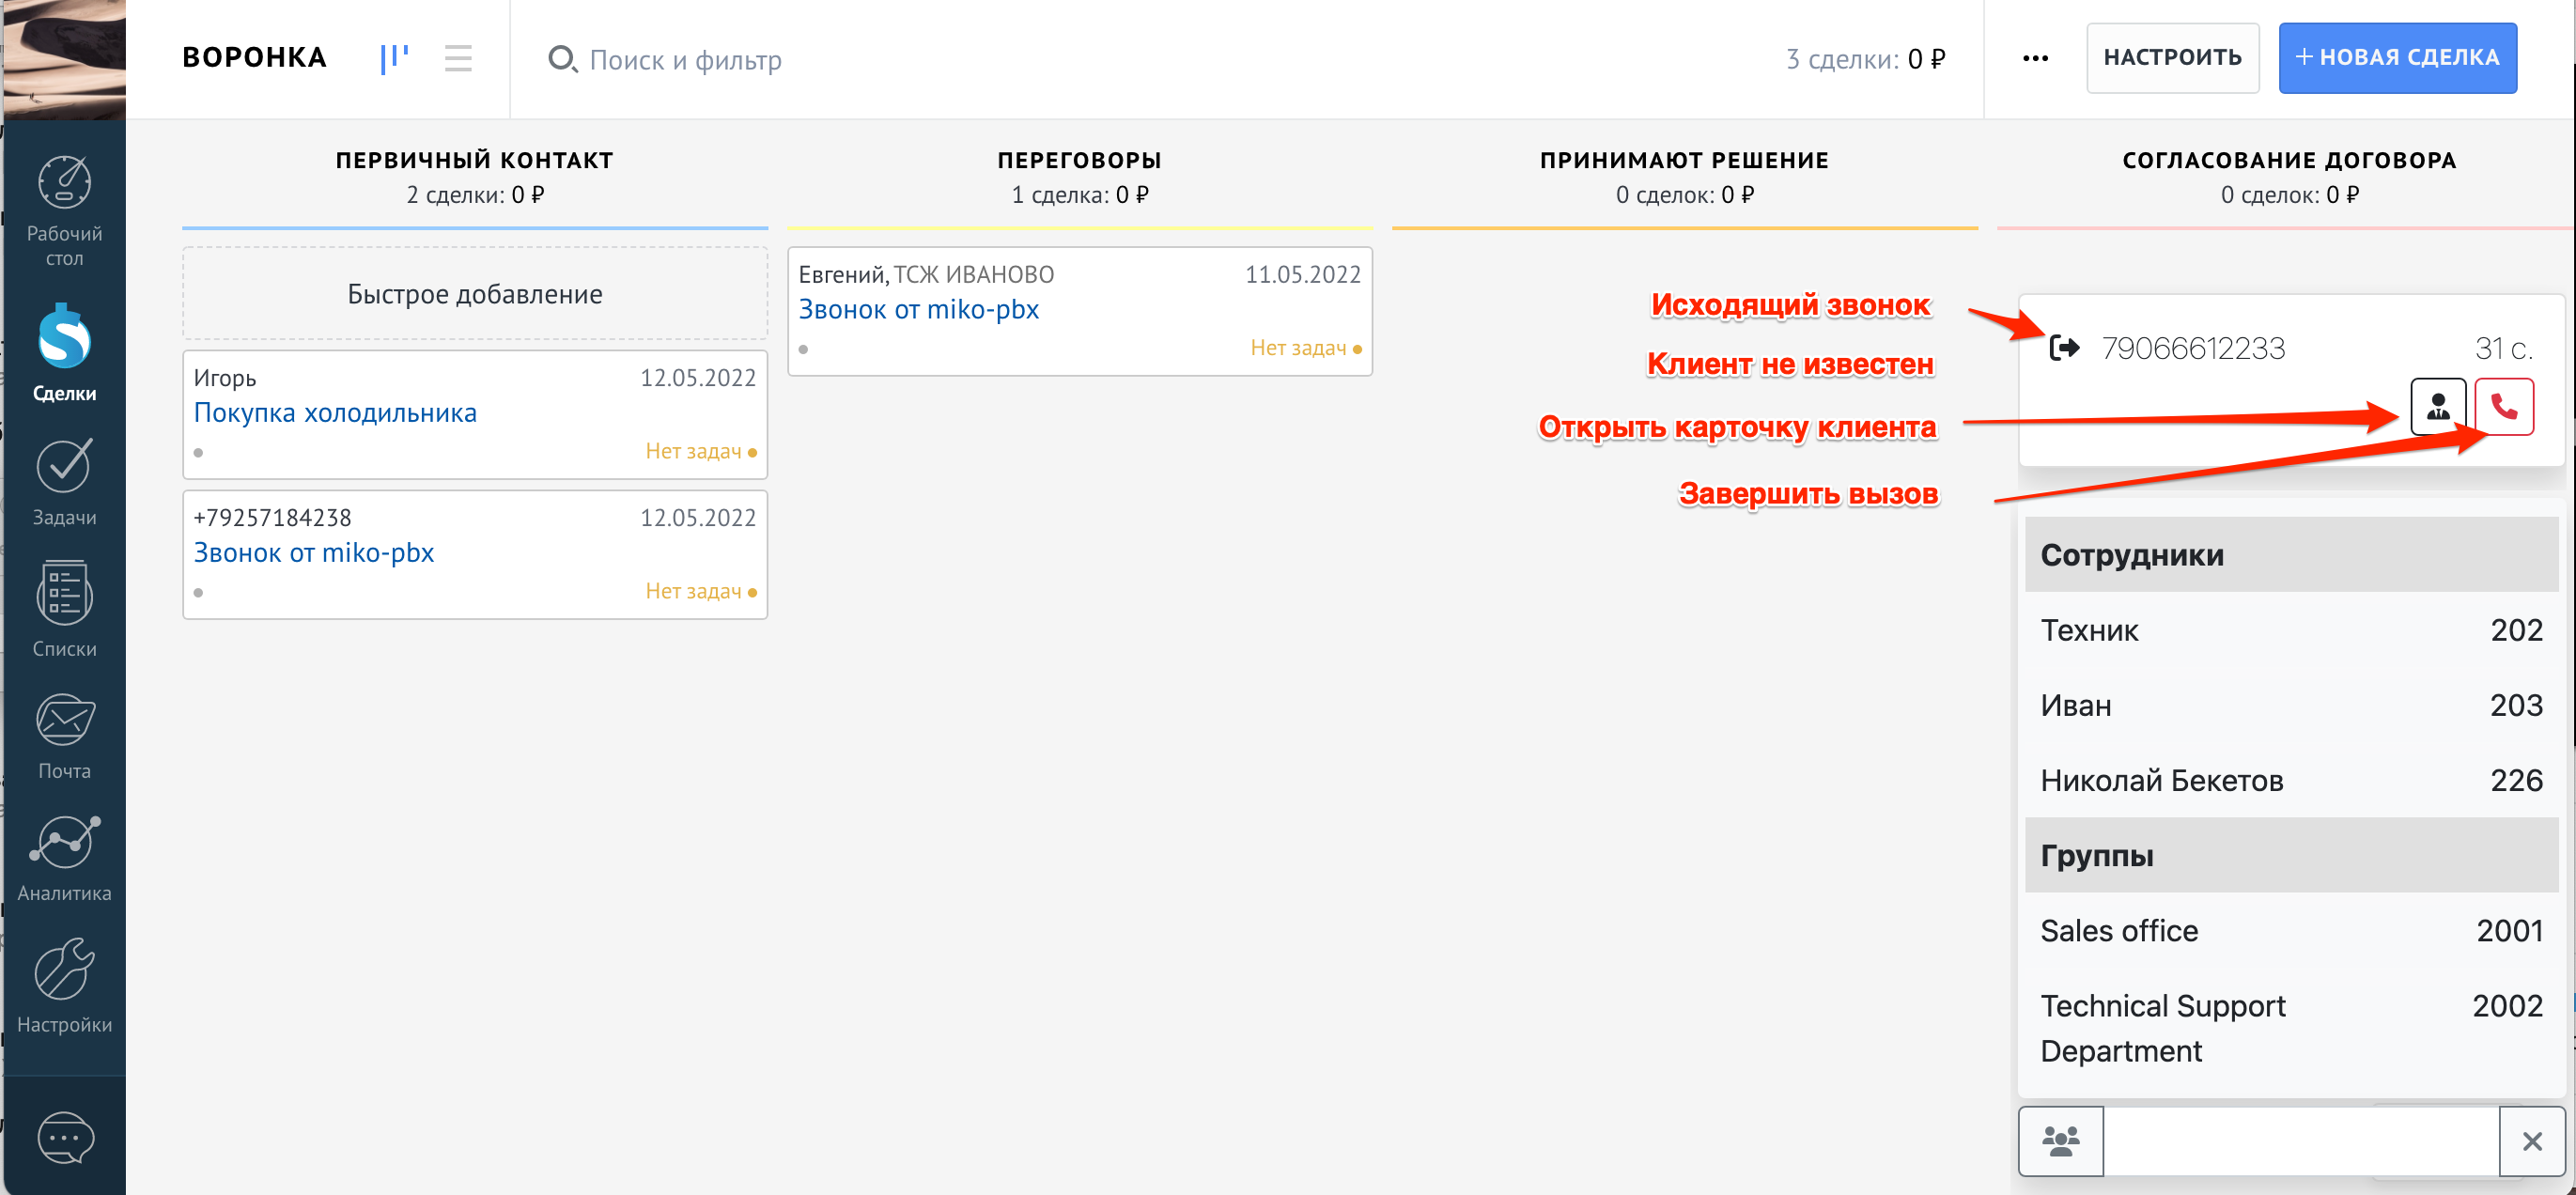 ВОРОНКА
Поиск и фильтр
3 сделки: 0 ₽
НАСТРОИТЬ
+ НОВАЯ СДЕЛКА
Рабочий
стол
Сделки
Задачи
Списки
Почта
Аналитика
Настройки
ПЕРВИЧНЫЙ КОНТАКТ
2 сделки: 0 ₽
Быстрое добавление
Игорь 12.05.2022
Покупка холодильника
Нет задач
+79257184238 12.05.2022
Звонок от miko-pbx
Нет задач
ПЕРЕГОВОРЫ
1 сделка: 0 ₽
Евгений, ТСЖ ИВАНОВО 11.05.2022
Звонок от miko-pbx
Нет задач
ПРИНИМАЮТ РЕШЕНИЕ
0 сделок: 0 ₽
Исходящий звонок
Клиент не известен
Открыть карточку клиента
Завершить вызов
СОГЛАСОВАНИЕ ДОГОВОРА
0 сделок: 0 ₽
79066612233 31 с.
Сотрудники
Техник 202
Иван 203
Николай Бекетов 226
Группы
Sales office 2001
Technical Support 2002
Department